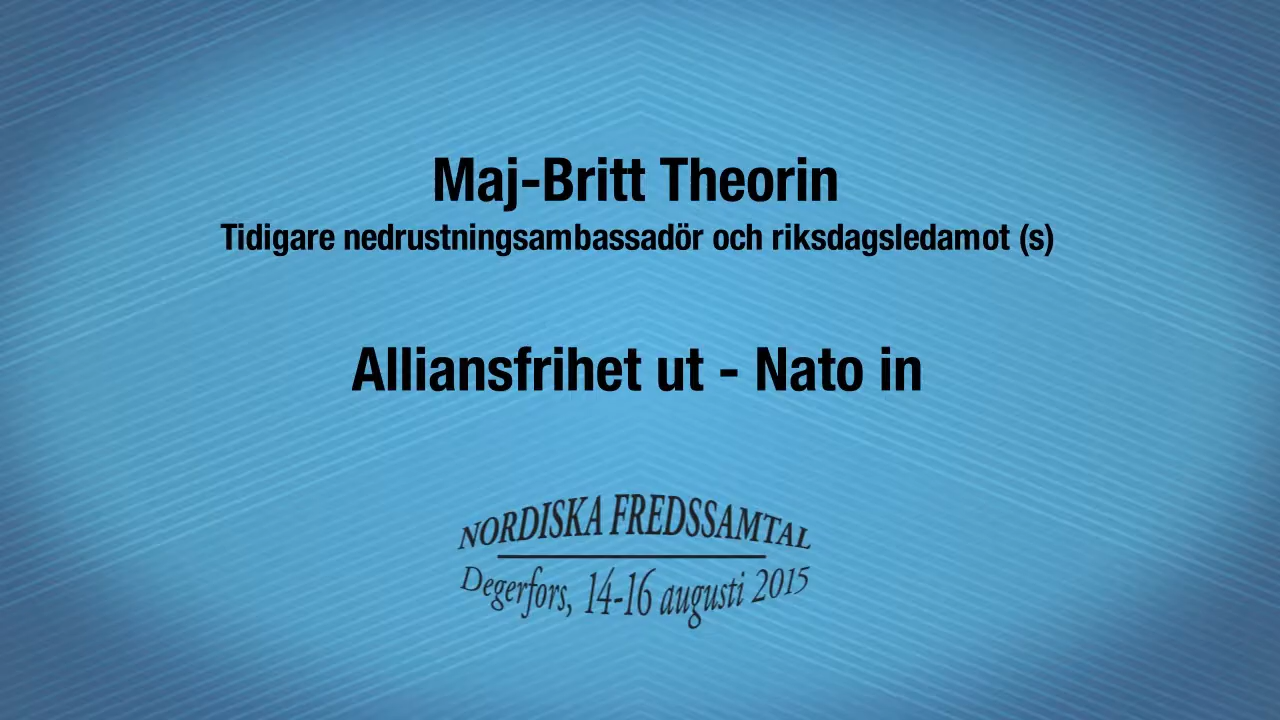 Maj-Britt Theorin
Tidigare nedrustningsambassadör och riksdagsledamot (s)
Alliansfrihet ut - Nato in
NORDISKA FREDSSAMTAL
Degerfors, 14-16 augusti 2015